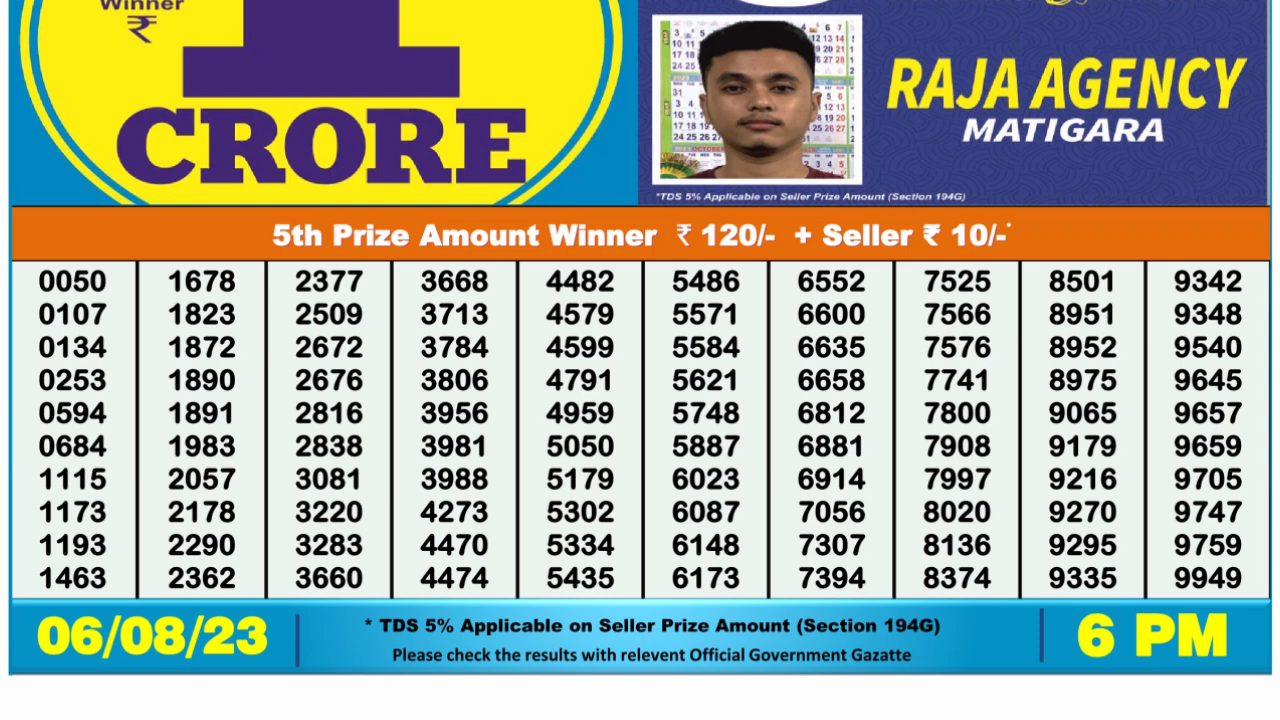 Winner
₹
1
CRORE
RAJA AGENCY
MATIGARA
*TDS 5% Applicable on Seller Prize Amount (Section 194G)
5th Prize Amount Winner ₹ 120/- + Seller ₹ 10/-*
0050 1678 2377 3668 4482 5486 6552 7525 8501 9342
0107 1823 2509 3713 4579 5571 6600 7566 8951 9348
0134 1872 2672 3784 4599 5584 6635 7576 8952 9540
0253 1890 2676 3806 4791 5621 6658 7741 8975 9645
0594 1891 2816 3956 4959 5748 6812 7800 9065 9657
0684 1983 2838 3981 5050 5887 6881 7908 9179 9659
1115 2057 3081 3988 5179 6023 6914 7997 9216 9705
1173 2178 3220 4273 5302 6087 7056 8020 9270 9747
1193 2290 3283 4470 5334 6148 7307 8136 9295 9759
1463 2362 3660 4474 5435 6173 7394 8374 9335 9949
06/08/23
* TDS 5% Applicable on Seller Prize Amount (Section 194G)
Please check the results with relevent Official Government Gazatte
6 PM